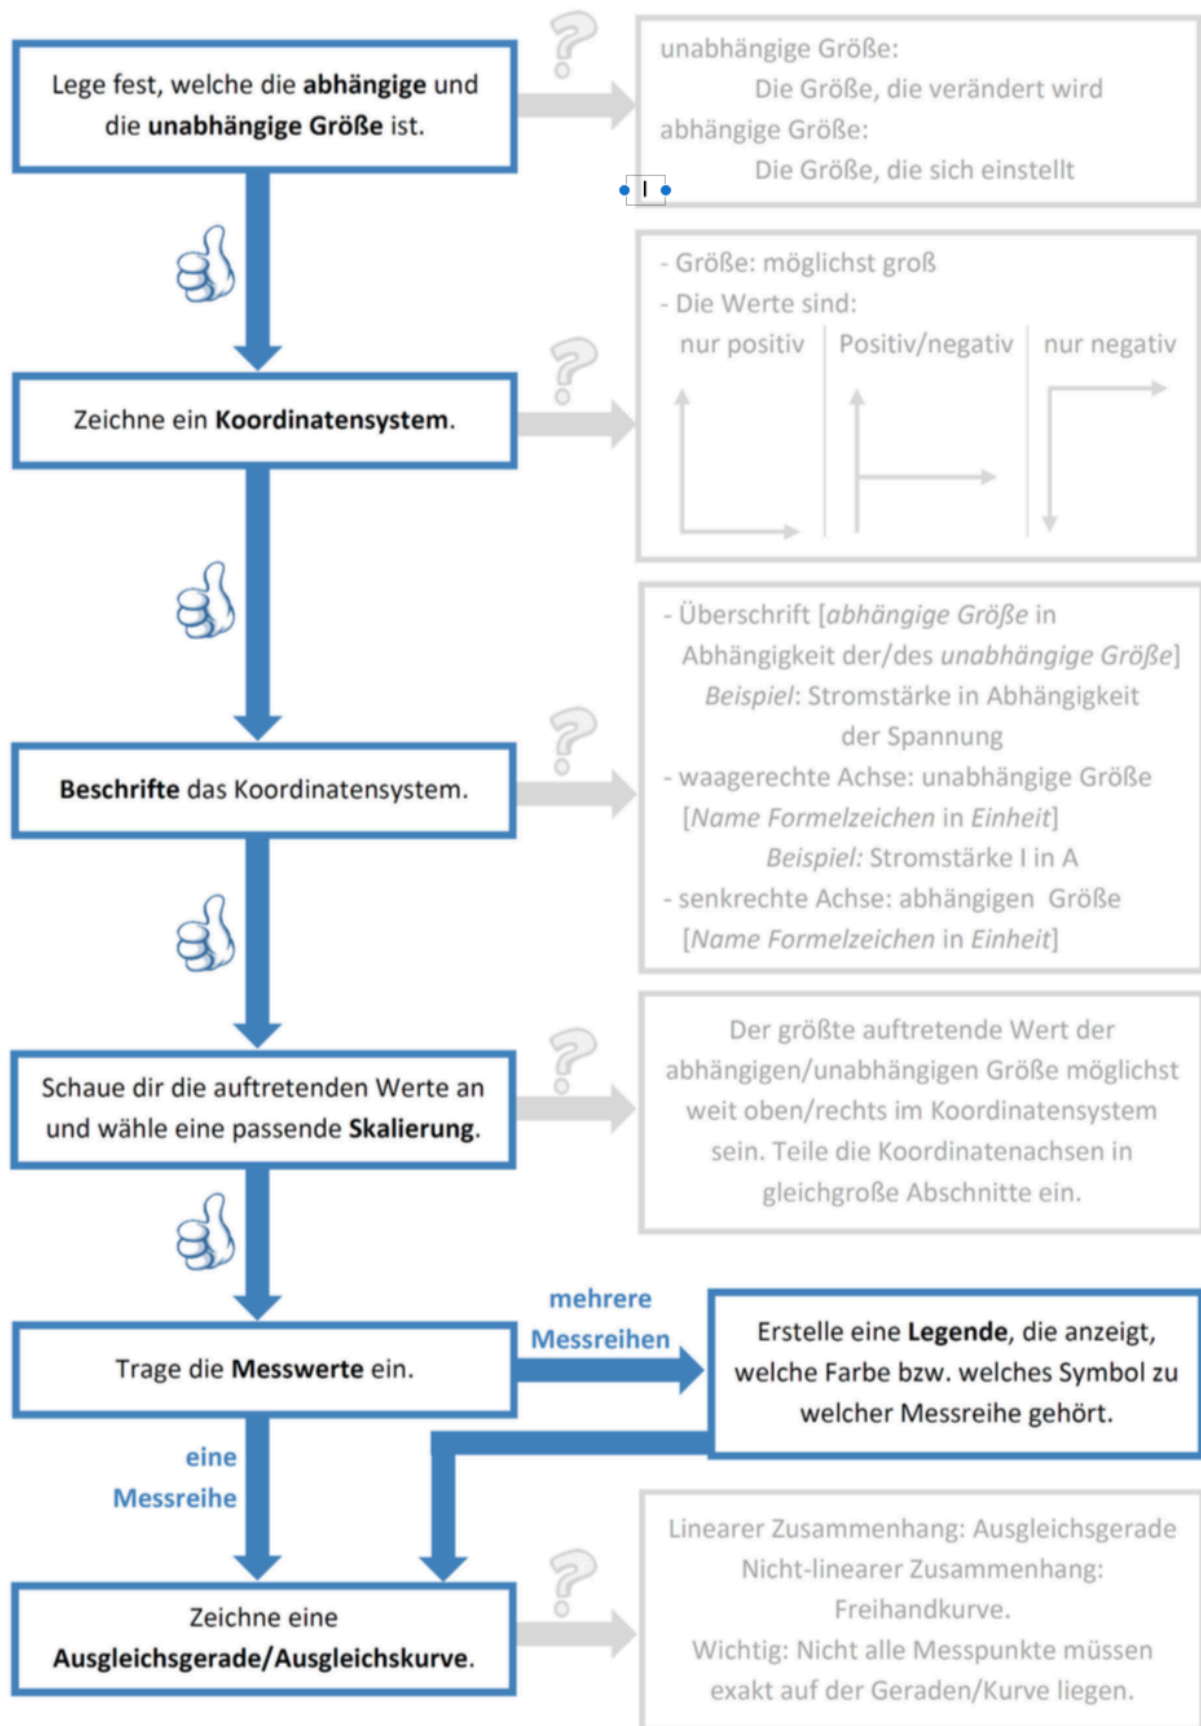 Lege fest, welche die abhängige und
die unabhängige Größe ist.
?
unabhängige Größe:
Die Größe, die verändert wird
abhängige Größe:
Die Größe, die sich einstellt
I
Zeichne ein Koordinatensystem.
?
- Größe: möglichst groß
- Die Werte sind:
nur positiv Positiv/negativ nur negativ
Beschrifte das Koordinatensystem.
?
- Überschrift [abhängige Größe in
Abhängigkeit der/des unabhängige Größe]
Beispiel: Stromstärke in Abhängigkeit
der Spannung
- waagerechte Achse: unabhängige Größe
[Name Formelzeichen in Einheit]
Beispiel: Stromstärke I in A
- senkrechte Achse: abhängigen Größe
[Name Formelzeichen in Einheit]
Schaue dir die auftretenden Werte an
und wähle eine passende Skalierung.
?
Der größte auftretende Wert der
abhängigen/unabhängigen Größe möglichst
weit oben/rechts im Koordinatensystem
sein. Teile die Koordinatenachsen in
gleichgroße Abschnitte ein.
Trage die Messwerte ein.
mehrere
Messreihen
Erstelle eine Legende, die anzeigt,
welche Farbe bzw. welches Symbol zu
welcher Messreihe gehört.
eine
Messreihe
Zeichne eine
Ausgleichsgerade/Ausgleichskurve.
?
Linearer Zusammenhang: Ausgleichsgerade
Nicht-linearer Zusammenhang:
Freihandkurve.
Wichtig: Nicht alle Messpunkte müssen
exakt auf der Geraden/Kurve liegen.